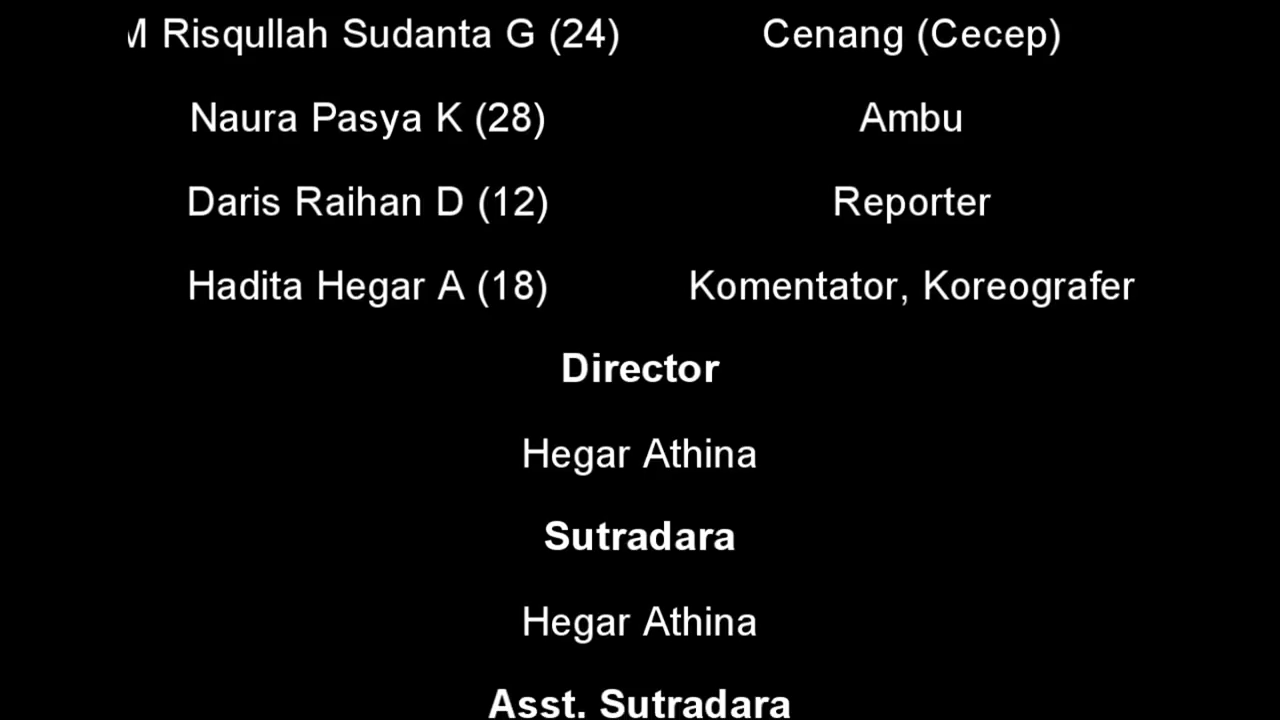 M Risqullah Sudanta G (24) Cenang (Cecep)
Naura Pasya K (28) Ambu
Daris Raihan D (12) Reporter
Hadita Hegar A (18) Komentator, Koreografer
Director
Hegar Athina
Sutradara
Hegar Athina
Asst. Sutradara